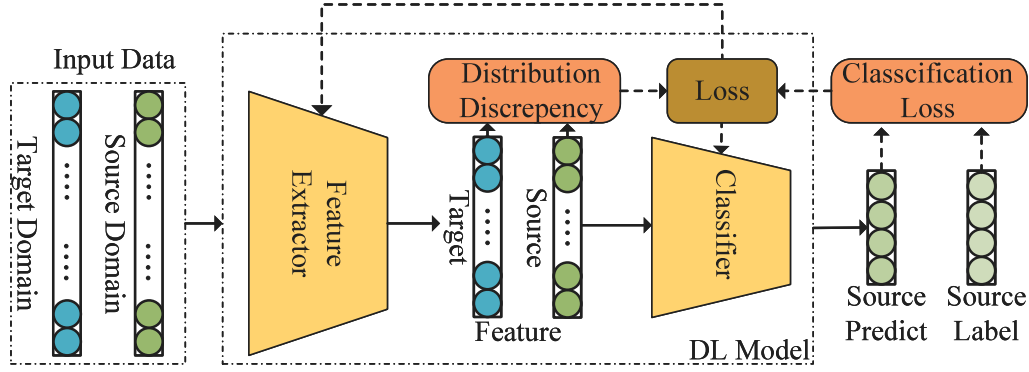 Input Data
Target Domain
Source Domain
Feature
Extractor
Distribution
Discrepency
Target
Source
Feature
Loss
Classifier
DL Model
Classcification
Loss
Source
Predict
Source
Label